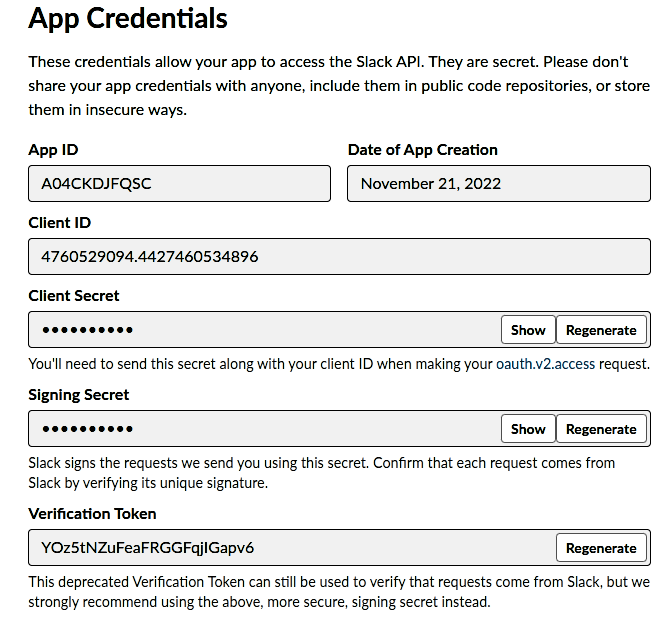 App Credentials
These credentials allow your app to access the Slack API. They are secret. Please don't
share your app credentials with anyone, include them in public code repositories, or store
them in insecure ways.
App ID
Date of App Creation
A04CKDJFQSC
November 21, 2022
Client ID
4760529094.4427460534896
Client Secret
●●●●●●●●●●
Show
Regenerate
You'll need to send this secret along with your client ID when making your oauth.v2.access request.
Signing Secret
●●●●●●●●●●
Show
Regenerate
Slack signs the requests we send you using this secret. Confirm that each request comes from
Slack by verifying its unique signature.
Verification Token
YOz5tNZuFeaFRGGFqjIGapv6
Regenerate
This deprecated Verification Token can still be used to verify that requests come from Slack, but we
strongly recommend using the above, more secure, signing secret instead.